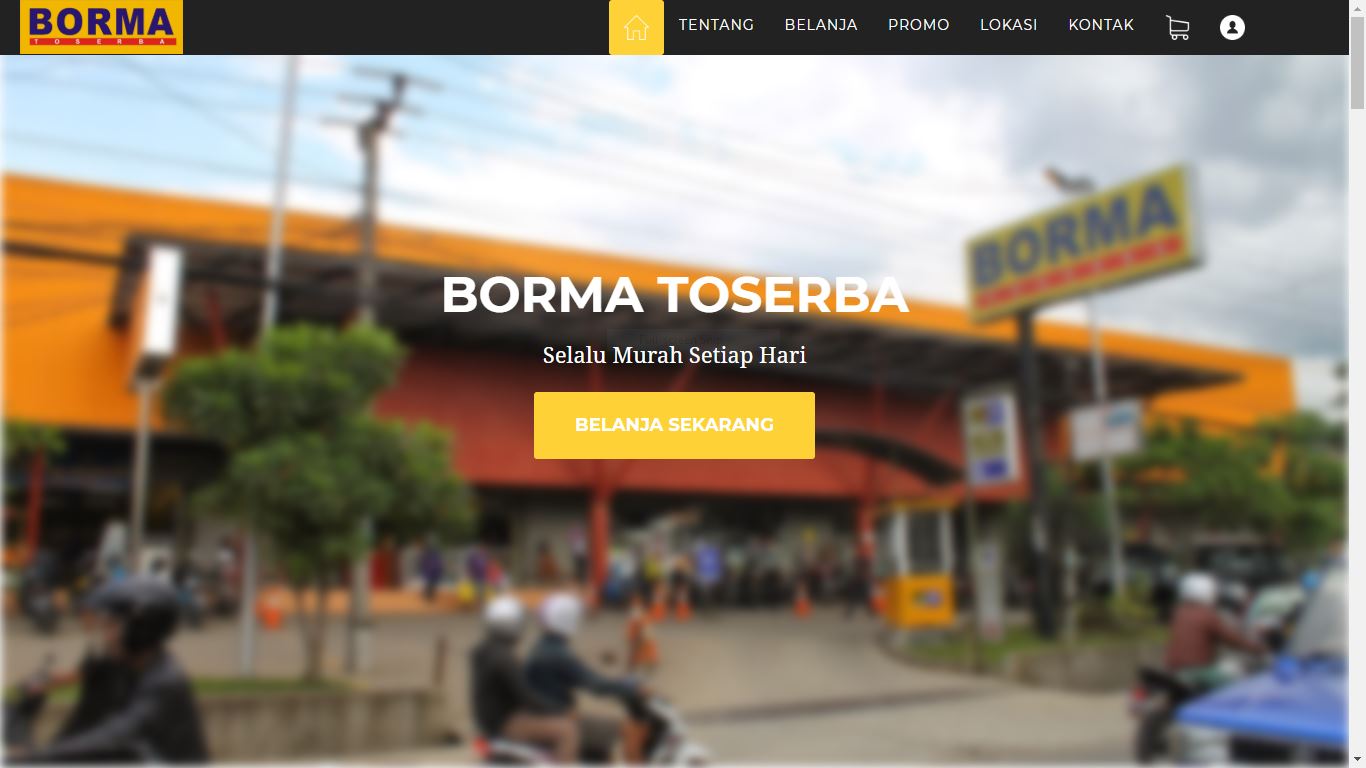 BORMA
TOSERBA
TENTANG
BELANJA
PROMO
LOKASI
KONTAK
BORMA
BORMA TOSERBA
Selalu Murah Setiap Hari
BELANJA SEKARANG